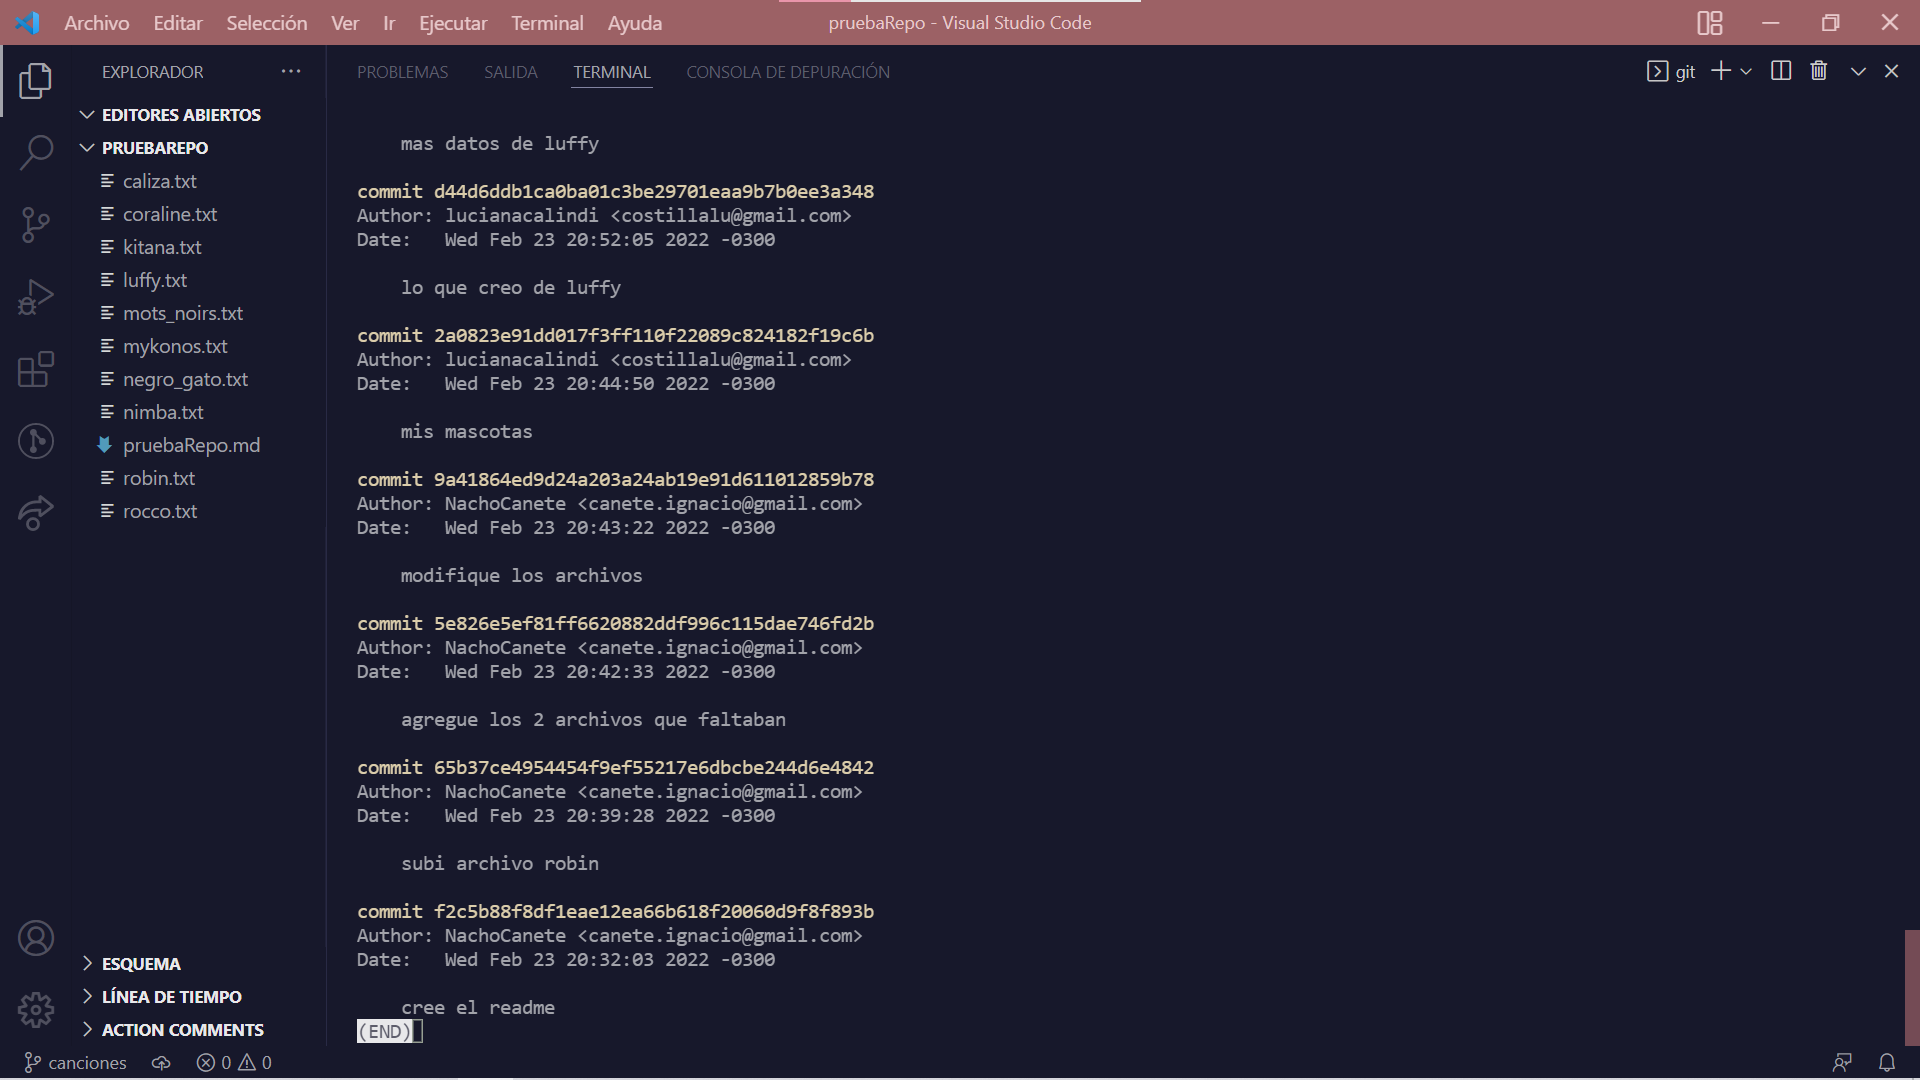 Archivo Editar Selección Ver Ir Ejecutar Terminal Ayuda
pruebaRepo - Visual Studio Code
EXPLORADOR ···
EDITORES ABIERTOS
PRUEBAREPO
caliza.txt
coraline.txt
kitana.txt
luffy.txt
mots_noirs.txt
mykonos.txt
negro_gato.txt
nimba.txt
pruebaRepo.md
robin.txt
rocco.txt
ESQUEMA
LÍNEA DE TIEMPO
ACTION COMMENTS
PROBLEMAS SALIDA TERMINAL CONSOLA DE DEPURACIÓN
git
mas datos de luffy
commit d44d6ddb1ca0ba01c3be29701eaa9b7b0ee3a348
Author: lucianacalindi <costillalu@gmail.com>
Date:   Wed Feb 23 20:52:05 2022 -0300
lo que creo de luffy
commit 2a0823e91dd017f3ff110f22089c824182f19c6b
Author: lucianacalindi <costillalu@gmail.com>
Date:   Wed Feb 23 20:44:50 2022 -0300
mis mascotas
commit 9a41864ed9d24a203a24ab19e91d611012859b78
Author: NachoCanete <canete.ignacio@gmail.com>
Date:   Wed Feb 23 20:43:22 2022 -0300
modifique los archivos
commit 5e826e5ef81ff6620882ddf996c115dae746fd2b
Author: NachoCanete <canete.ignacio@gmail.com>
Date:   Wed Feb 23 20:42:33 2022 -0300
agregue los 2 archivos que faltaban
commit 65b37ce4954454f9ef55217e6dbcbe244d6e4842
Author: NachoCanete <canete.ignacio@gmail.com>
Date:   Wed Feb 23 20:39:28 2022 -0300
subi archivo robin
commit f2c5b88f8df1eae12ea66b618f20060d9f8f893b
Author: NachoCanete <canete.ignacio@gmail.com>
Date:   Wed Feb 23 20:32:03 2022 -0300
cree el readme
(END)
canciones 0 0